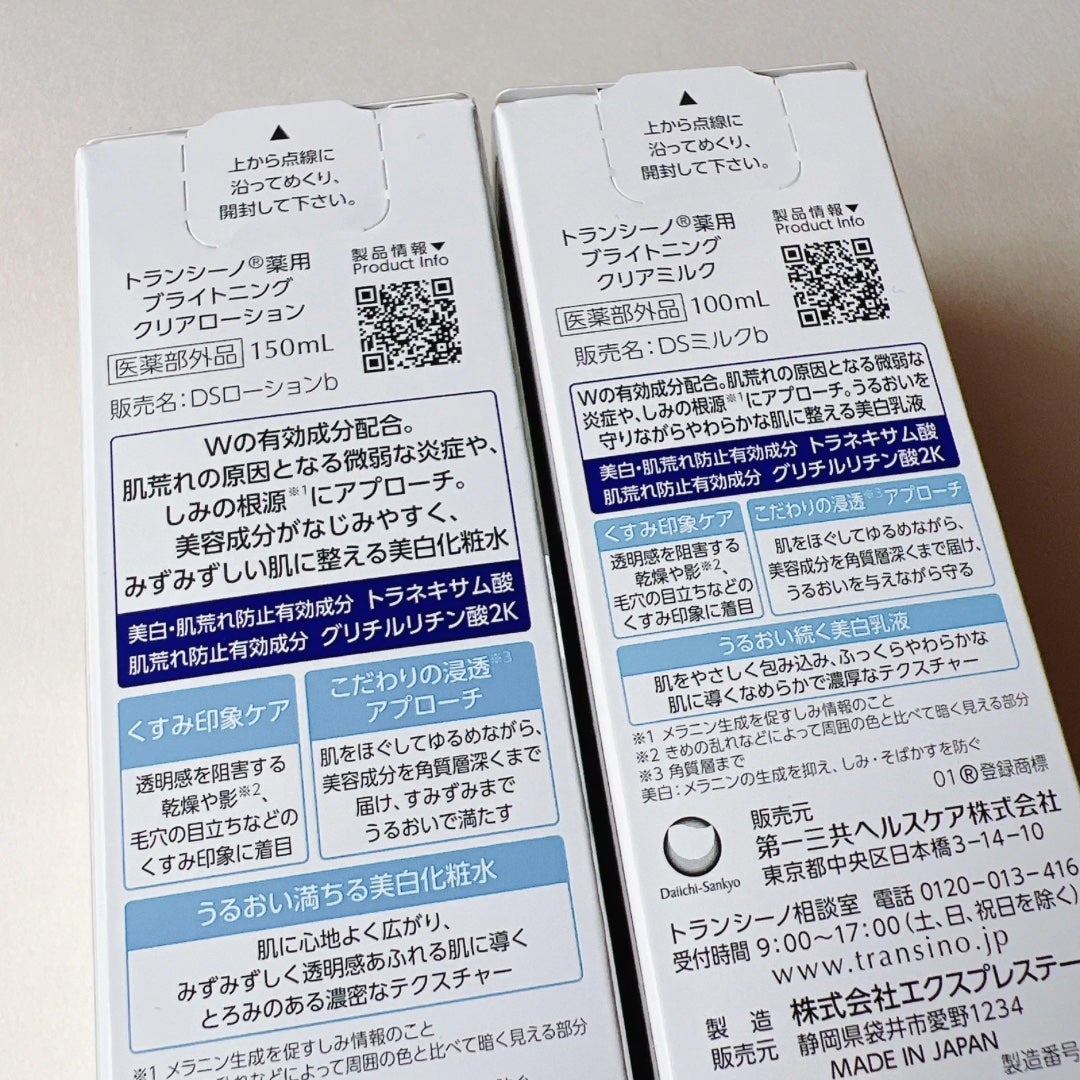 ▲
上から点線に
沿ってめくり、
開封して下さい。
製品情報▼
Product Info
トランシーノ®薬用
ブライトニング
クリアローション
医薬部外品 150mL
販売名：DSローションb
Wの有効成分配合。
肌荒れの原因となる微弱な炎症や、
しみの根源※1にアプローチ。
美容成分がなじみやすく、
みずみずしい肌に整える美白化粧水
美白・肌荒れ防止有効成分 トラネキサム酸
肌荒れ防止有効成分 グリチルリチン酸2K
くすみ印象ケア
透明感を阻害する
乾燥や影※2、
毛穴の目立ちなどの
くすみ印象に着目
こだわりの浸透※3
アプローチ
肌をほぐしてゆるめながら、
美容成分を角質層深くまで
届け、すみずみまで
うるおいで満たす
うるおい満ちる美白化粧水
肌に心地よく広がり、
みずみずしく透明感あふれる肌に導く
とろみのある濃密なテクスチャー
※1 メラニン生成を促すしみ情報のこと
乱れなどによって周囲の色と比べて暗く見える部分
▲
上から点線に
沿ってめくり、
開封して下さい。
製品情報▼
Product Info
トランシーノ®薬用
ブライトニング
クリアミルク
医薬部外品 100mL
販売名：DSミルクb
Wの有効成分配合。肌荒れの原因となる微弱な
炎症や、しみの根源※1にアプローチ。うるおいを
守りながらやわらかな肌に整える美白乳液
美白・肌荒れ防止有効成分 トラネキサム酸
肌荒れ防止有効成分 グリチルリチン酸2K
くすみ印象ケア
透明感を阻害する
乾燥や影※2、
毛穴の目立ちなどの
くすみ印象に着目
こだわりの浸透※3アプローチ
肌をほぐしてゆるめながら、
美容成分を角質層深くまで届け、
うるおいを与えながら守る
うるおい続く美白乳液
肌をやさしく包み込み、ふっくらやわらかな
肌に導くなめらかで濃厚なテクスチャー
※1 メラニン生成を促すしみ情報のこと
※2 きめの乱れなどによって周囲の色と比べて暗く見える部分
※3 角質層まで
美白：メラニンの生成を抑え、しみ・そばかすを防ぐ
01 ®登録商標
Daiichi-Sankyo
販売元
第一三共ヘルスケア株式会社
東京都中央区日本橋3-14-10
トランシーノ相談室 電話 0120-013-416
受付時間 9:00〜17:00（土、日、祝日を除く）
www.transino.jp
製造
販売元
株式会社エクスプレステー
静岡県袋井市愛野1234
MADE IN JAPAN
製造番号